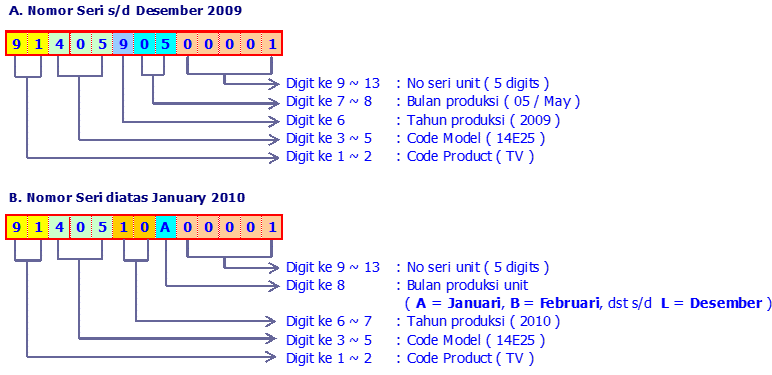 A. Nomor Seri s/d Desember 2009
9 1 4 0 5 9 0 5 0 0 0 0 1
Digit ke 9 ~ 13 : No seri unit ( 5 digits )
Digit ke 7 ~ 8 : Bulan produksi ( 05 / May )
Digit ke 6 : Tahun produksi ( 2009 )
Digit ke 3 ~ 5 : Code Model ( 14E25 )
Digit ke 1 ~ 2 : Code Product ( TV )
B. Nomor Seri diatas January 2010
9 1 4 0 5 1 0 A 0 0 0 0 1
Digit ke 9 ~ 13 : No seri unit ( 5 digits )
Digit ke 8 : Bulan produksi unit
( A = Januari, B = Februari, dst s/d L = Desember )
Digit ke 6 ~ 7 : Tahun produksi ( 2010 )
Digit ke 3 ~ 5 : Code Model ( 14E25 )
Digit ke 1 ~ 2 : Code Product ( TV )